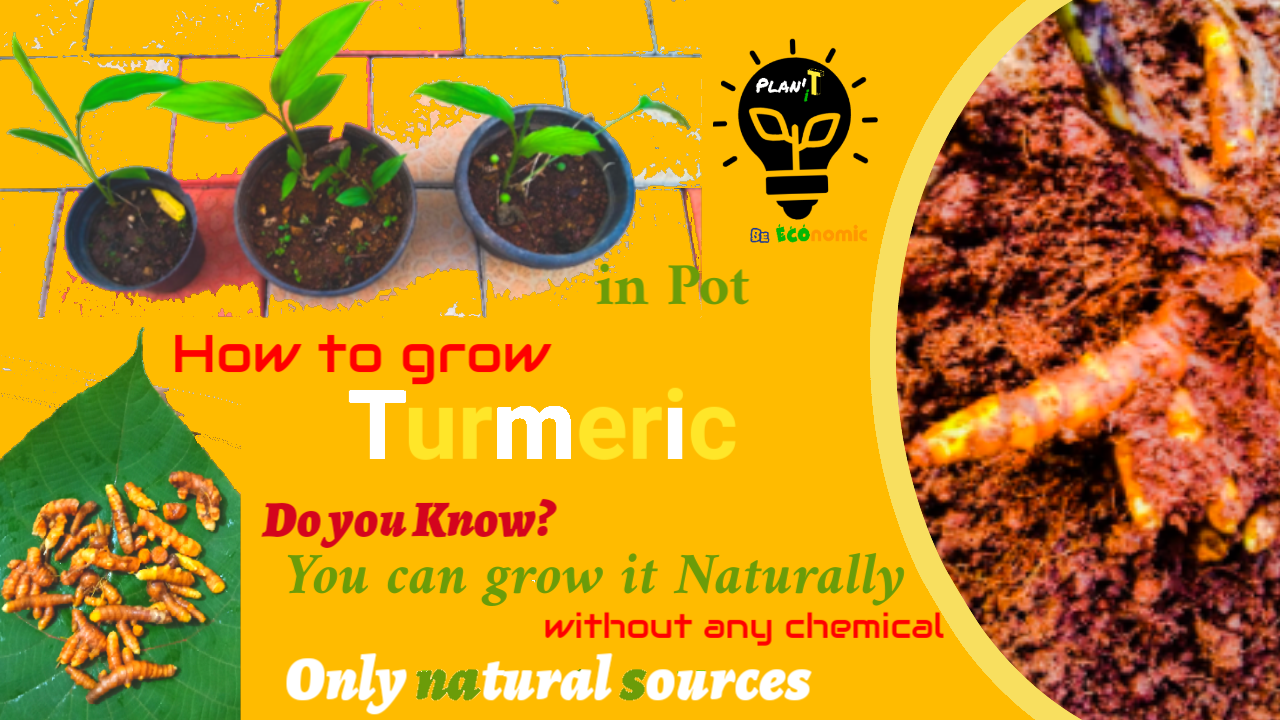 PLAN'iT
Be ECOnomic
in Pot
How to grow
Turmeric
Do you Know?
You can grow it Naturally
without any chemical
Only natural sources